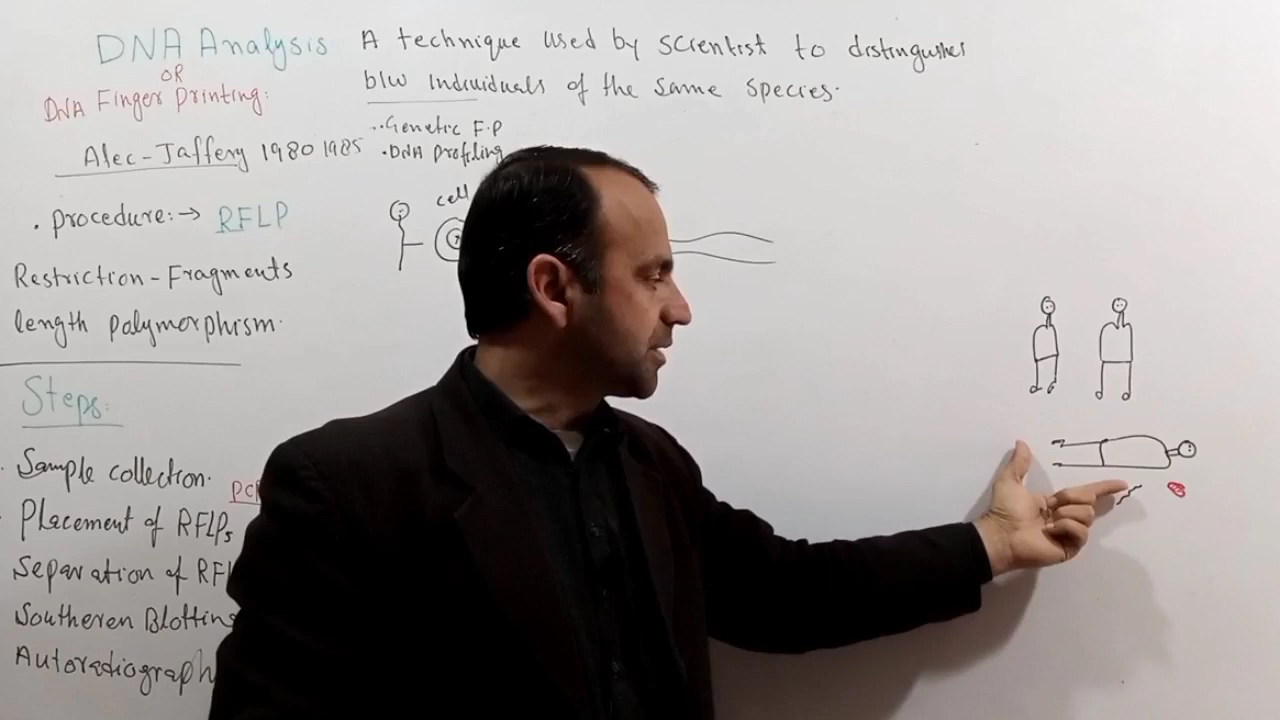 DNA Analysis
OR
DNA Finger Printing:
A technique used by scientist to distinguisher
b/w Individuals of the same species.
Genetic F.P
DNA Profiling
Alec-Jaffery 1980 1985
procedure:→ RFLP
cell
Restriction-Fragments
length polymorphism.
Steps:
Sample collection.
PCR
Placement of RFLPs
Separation of RFL
Southeren Blotting
Autoradiograph